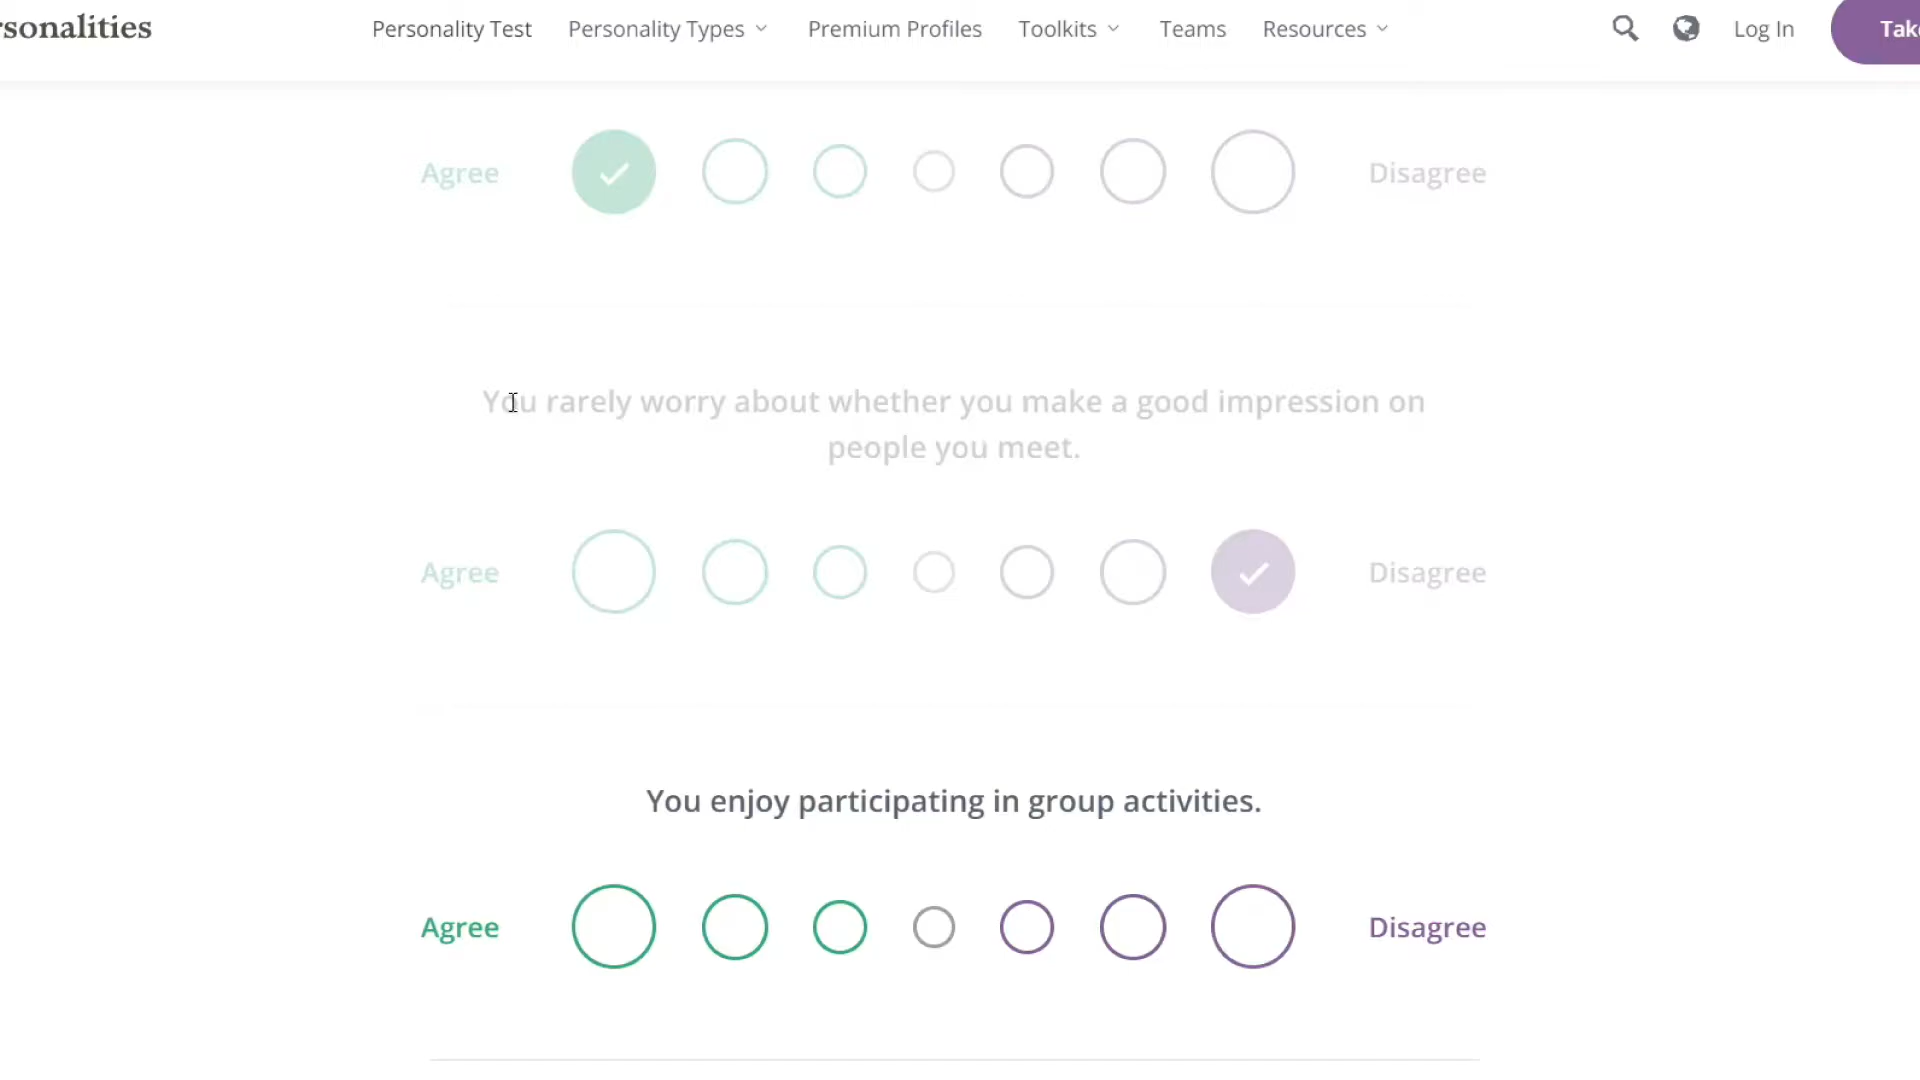 rsonalities
Personality Test Personality Types Premium Profiles Toolkits Teams Resources Log In Tak
Agree Disagree
You rarely worry about whether you make a good impression on
people you meet.
Agree Disagree
You enjoy participating in group activities.
Agree Disagree